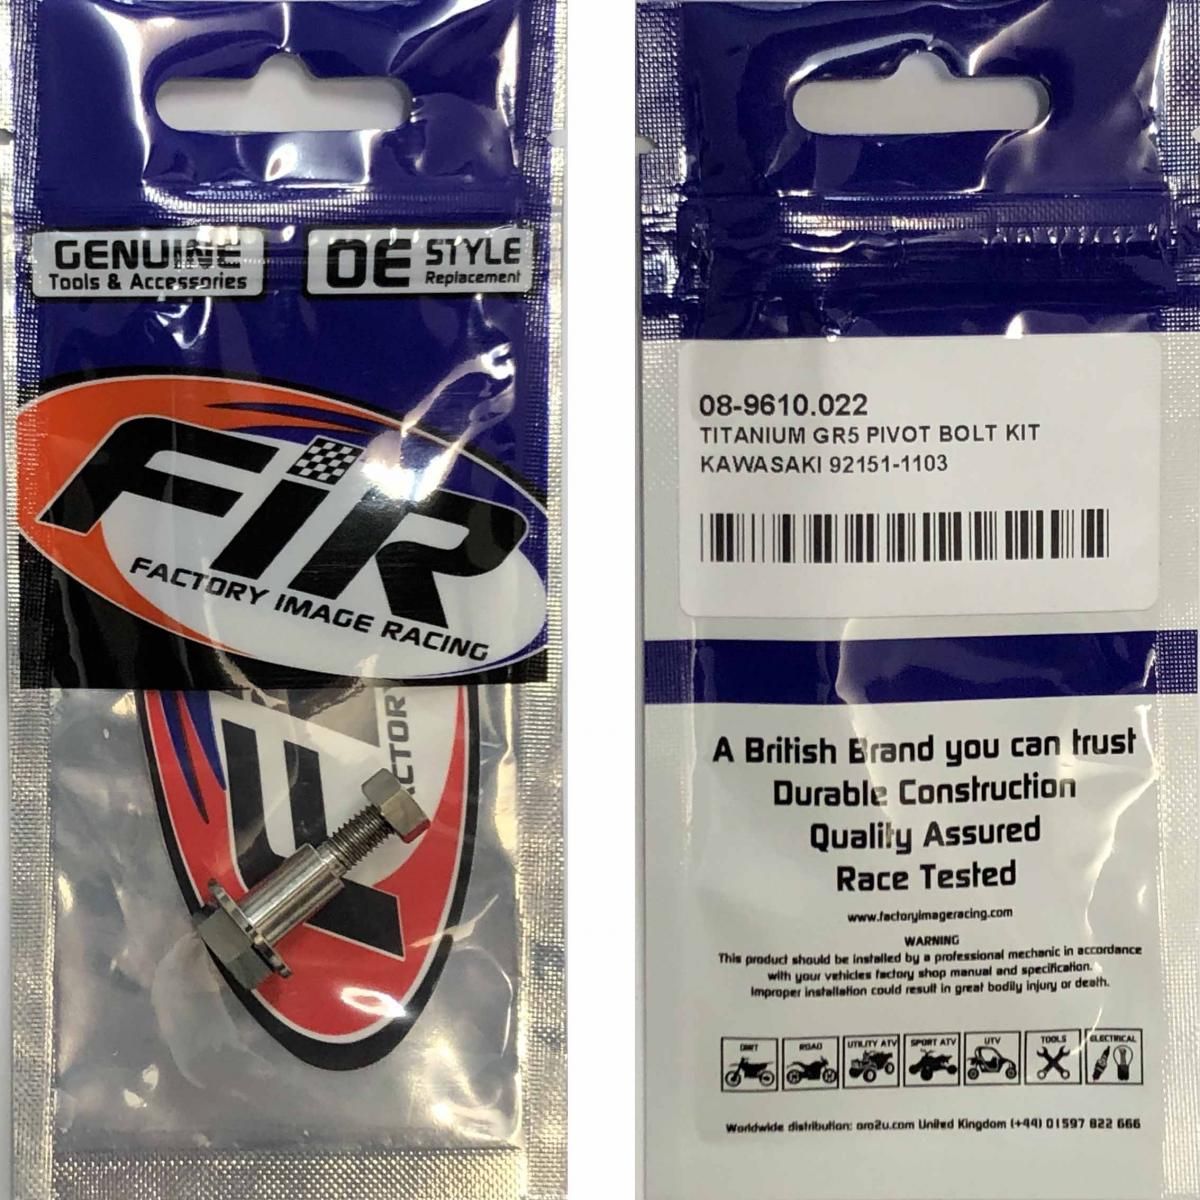 GENUINE
Tools & Accessories
OE STYLE
Replacement
FIR
FACTORY IMAGE RACING
ACTORY
08-9610.022
TITANIUM GR5 PIVOT BOLT KIT
KAWASAKI 92151-1103
A British Brand you can trust
Durable Construction
Quality Assured
Race Tested
www.factoryimageracing.com
WARNING
This product should be installed by a professional mechanic in accordance
with your vehicles factory shop manual and specification.
Improper installation could result in great bodily injury or death.
DIRT ROAD UTILITY ATV SPORT ATV UTV TOOLS ELECTRICAL
Worldwide distribution: aro2u.com United Kingdom (+44) 01597 822 666